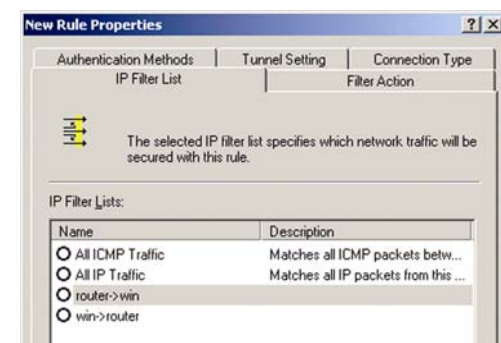 New Rule Properties
Authentication Methods
Tunnel Setting
Connection Type
IP Filter List
Filter Action
The selected IP filter list specifies which network traffic will be
secured with this rule.
IP Filter Lists:
Name
Description
All ICMP Traffic
Matches all ICMP packets betw...
All IP Traffic
Matches all IP packets from this ...
router->win
win->router